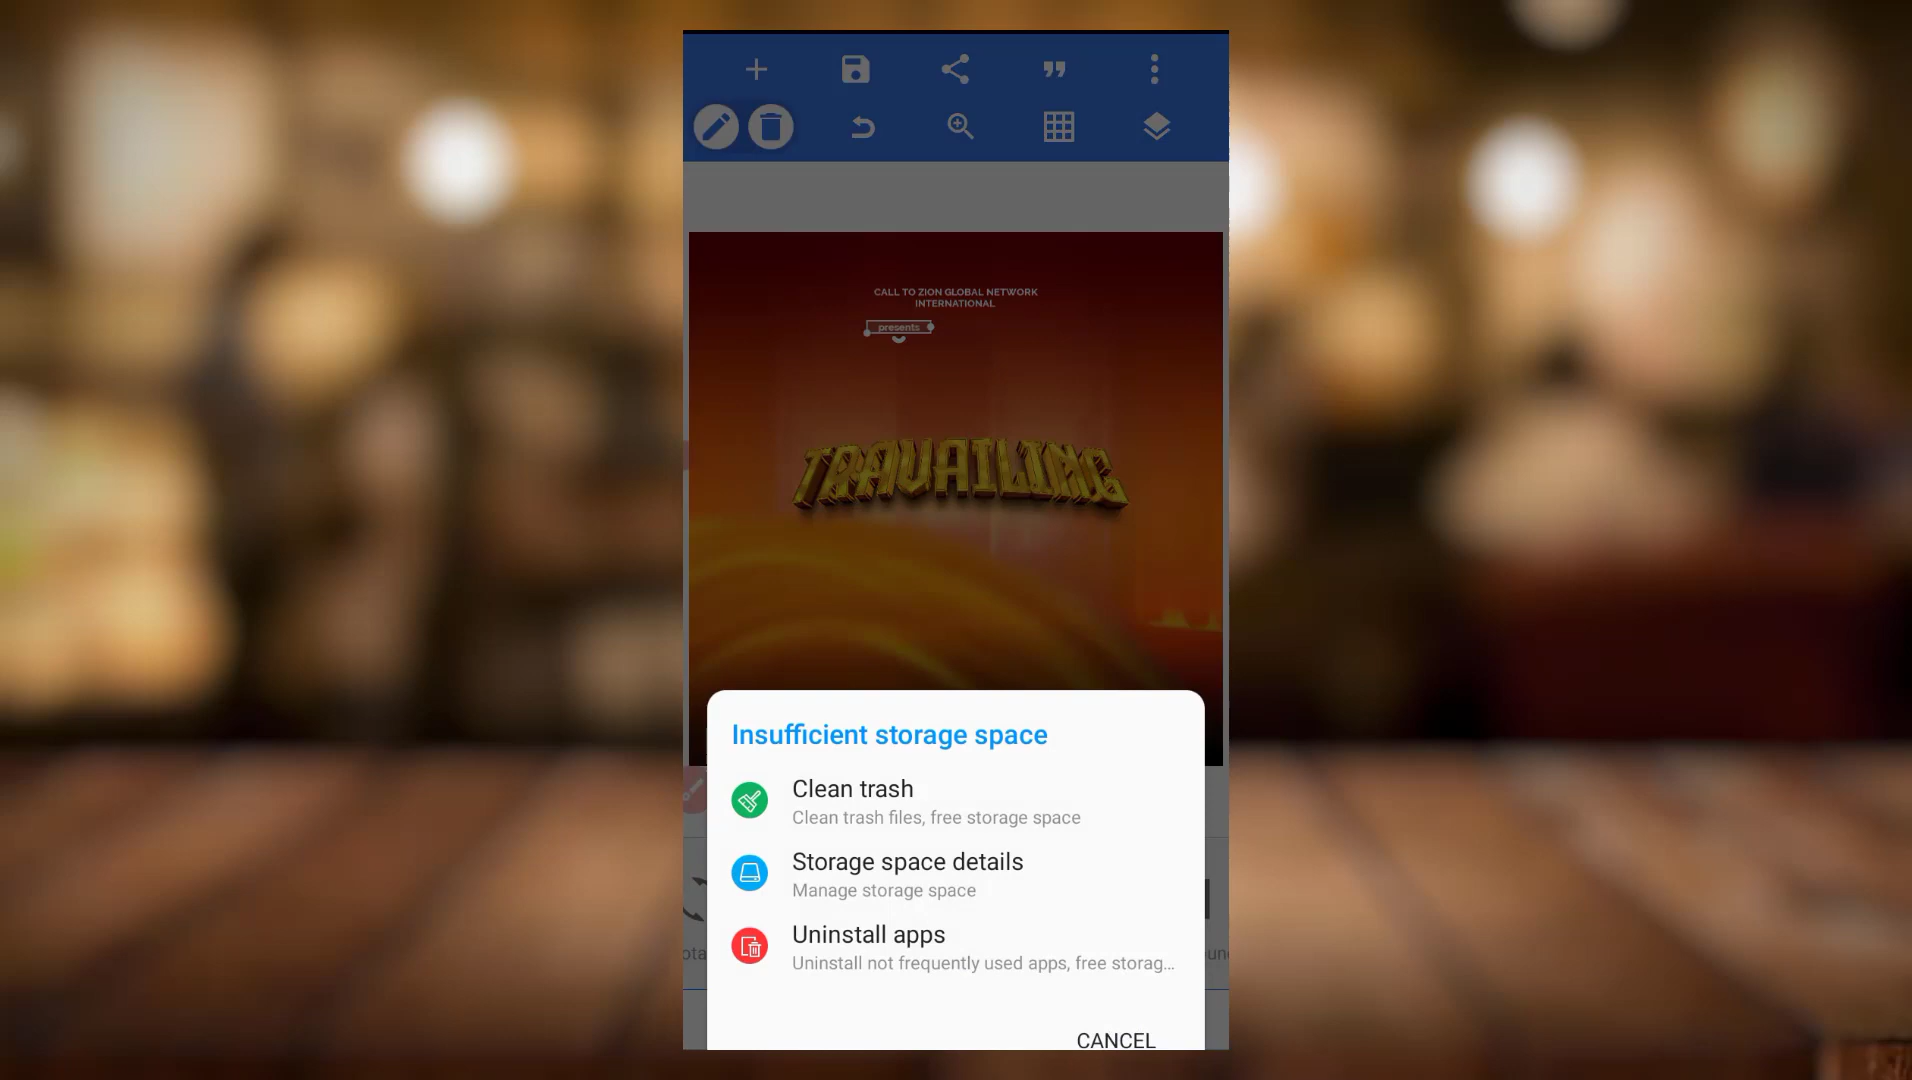 CALL TO ZION GLOBAL NETWORK
INTERNATIONAL
presents
TRAVAILING
Insufficient storage space
Clean trash
Clean trash files, free storage space
Storage space details
Manage storage space
Uninstall apps
Uninstall not frequently used apps, free storag...
CANCEL